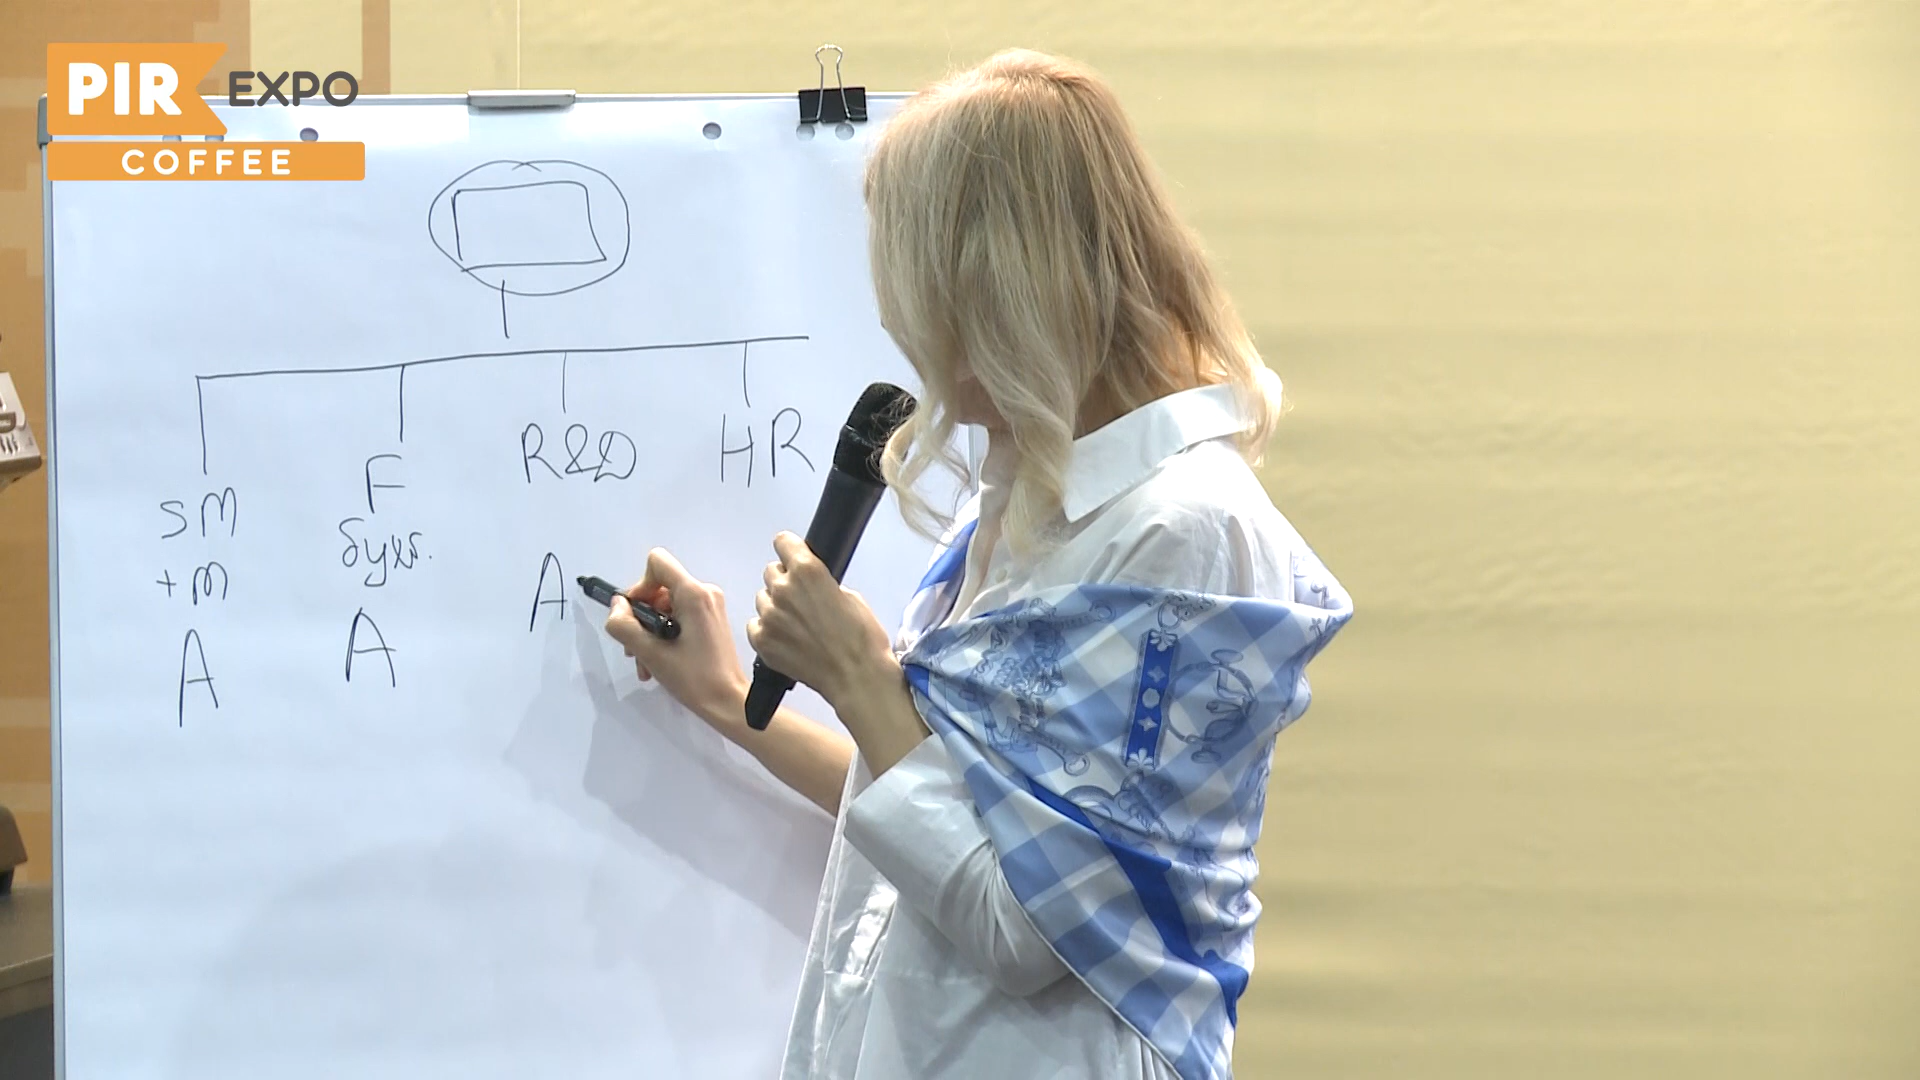 PIR EXPO
COFFEE
SM
+M
A
F
бухг.
A
R&D
A
HR